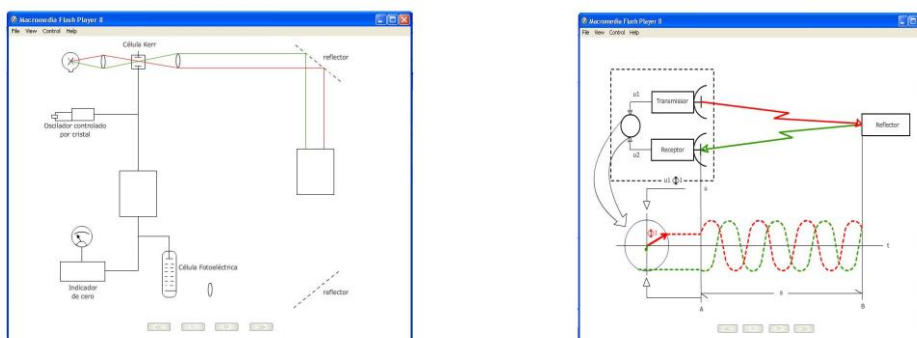 Macromedia Flash Player 8
File View Control Help
Célula Kerr
reflector
Oscilador controlado
por cristal
Célula Fotoeléctrica
Indicador
de cero
reflector
Macromedia Flash Player 8
File View Control Help
u1
Transmisor
Reflector
u2
Receptor
t
A
B